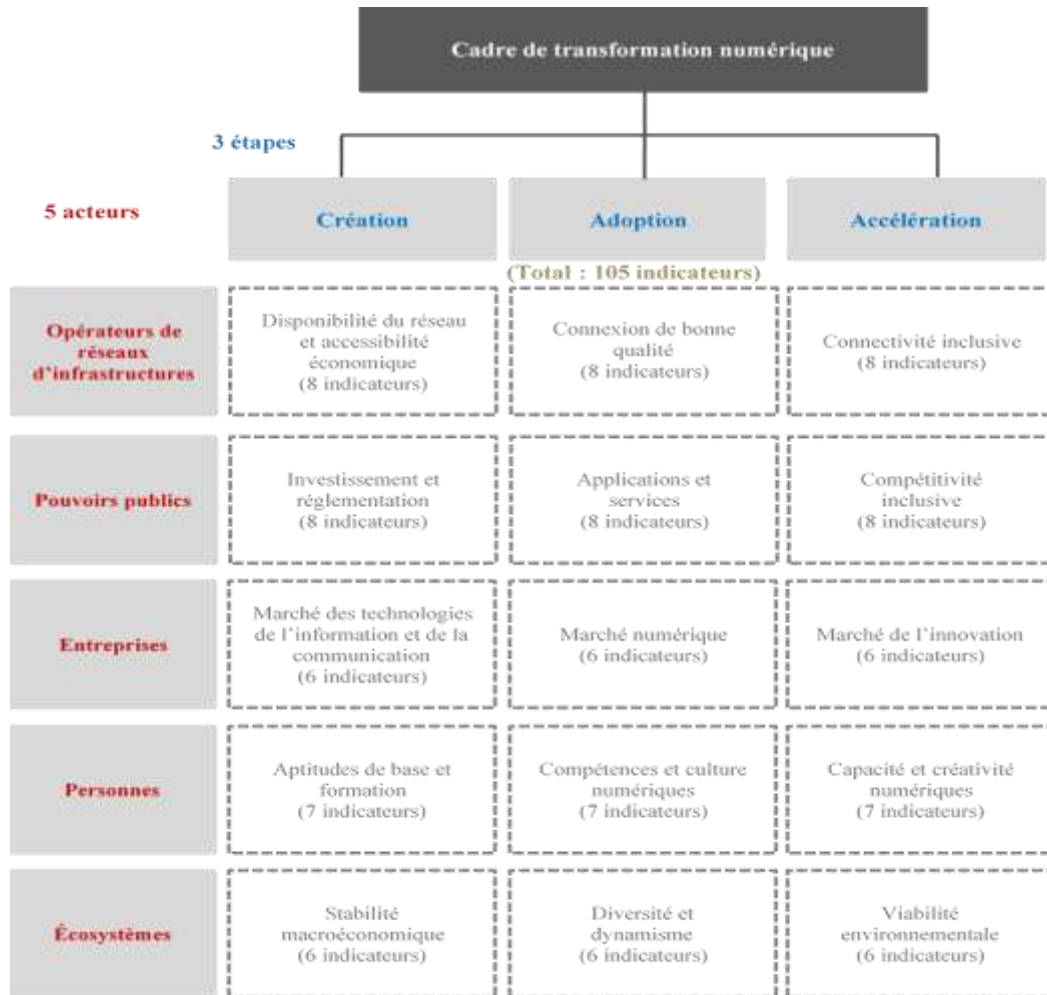 Cadre de transformation numérique
3 étapes
5 acteurs
Création
Adoption
Accélération
(Total : 105 indicateurs)
Opérateurs de
réseaux
d'infrastructures
Disponibilité du réseau
et accessibilité
économique
(8 indicateurs)
Connexion de bonne
qualité
(8 indicateurs)
Connectivité inclusive
(8 indicateurs)
Pouvoirs publics
Investissement et
réglementation
(8 indicateurs)
Applications et
services
(8 indicateurs)
Compétitivité
inclusive
(8 indicateurs)
Entreprises
Marché des technologies
de l'information et de la
communication
(6 indicateurs)
Marché numérique
(6 indicateurs)
Marché de l'innovation
(6 indicateurs)
Personnes
Aptitudes de base et
formation
(7 indicateurs)
Compétences et culture
numériques
(7 indicateurs)
Capacité et créativité
numériques
(7 indicateurs)
Écosystèmes
Stabilité
macroéconomique
(6 indicateurs)
Diversité et
dynamisme
(6 indicateurs)
Viabilité
environnementale
(6 indicateurs)